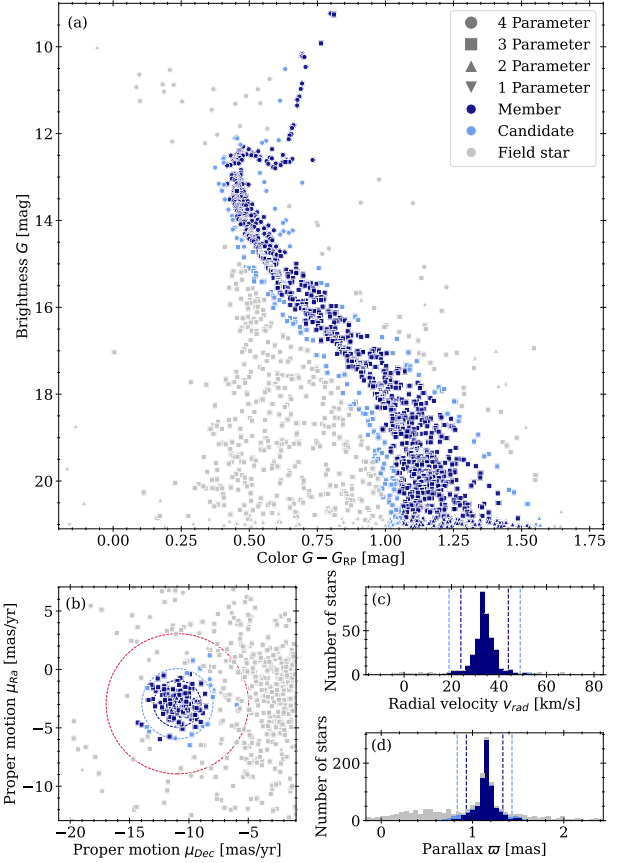 (a)
4 Parameter
3 Parameter
2 Parameter
1 Parameter
Member
Candidate
Field star
10
12
14
16
18
20
Brightness G [mag]
0.00 0.25 0.50 0.75 1.00 1.25 1.50 1.75
Color G − G_RP [mag]
(b)
5
0
−5
−10
Proper motion μ_Ra [mas/yr]
−20 −15 −10 −5
Proper motion μ_Dec [mas/yr]
(c)
50
0
Number of stars
0 20 40 60 80
Radial velocity v_rad [km/s]
(d)
200
0
Number of stars
0 1 2
Parallax ϖ [mas]